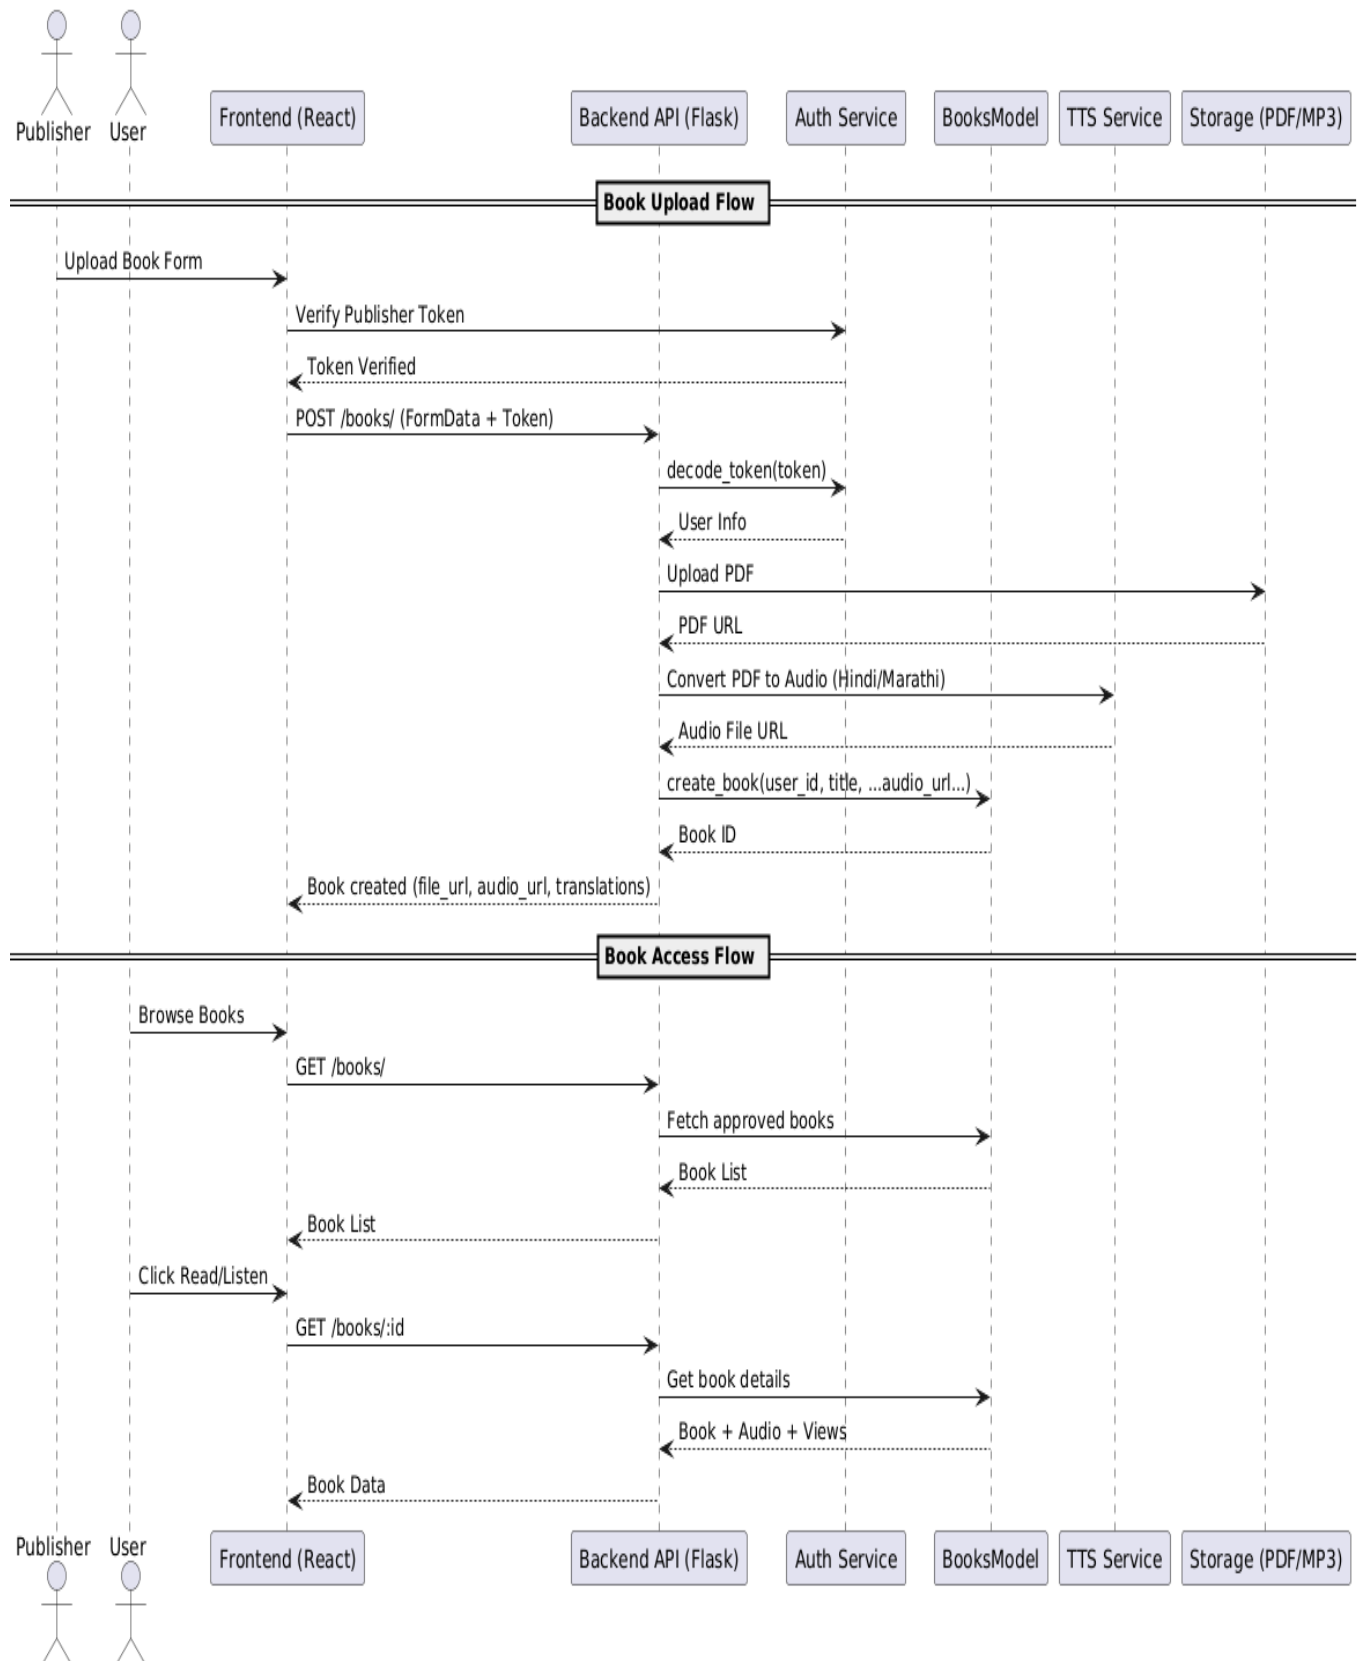 Publisher
User
Frontend (React)
Backend API (Flask)
Auth Service
BooksModel
TTS Service
Storage (PDF/MP3)
Book Upload Flow
Upload Book Form
Verify Publisher Token
Token Verified
POST /books/ (FormData + Token)
decode_token(token)
User Info
Upload PDF
PDF URL
Convert PDF to Audio (Hindi/Marathi)
Audio File URL
create_book(user_id, title, ...audio_url...)
Book ID
Book created (file_url, audio_url, translations)
Book Access Flow
Browse Books
GET /books/
Fetch approved books
Book List
Book List
Click Read/Listen
GET /books/:id
Get book details
Book + Audio + Views
Book Data
Publisher
User
Frontend (React)
Backend API (Flask)
Auth Service
BooksModel
TTS Service
Storage (PDF/MP3)